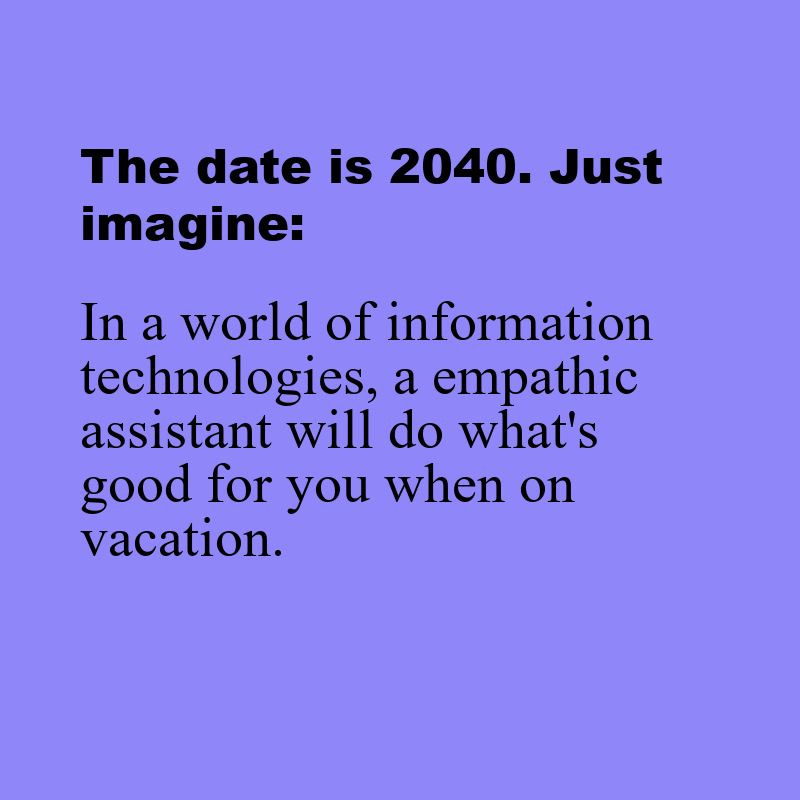 The date is 2040. Just
imagine:
In a world of information
technologies, a empathic
assistant will do what's
good for you when on
vacation.